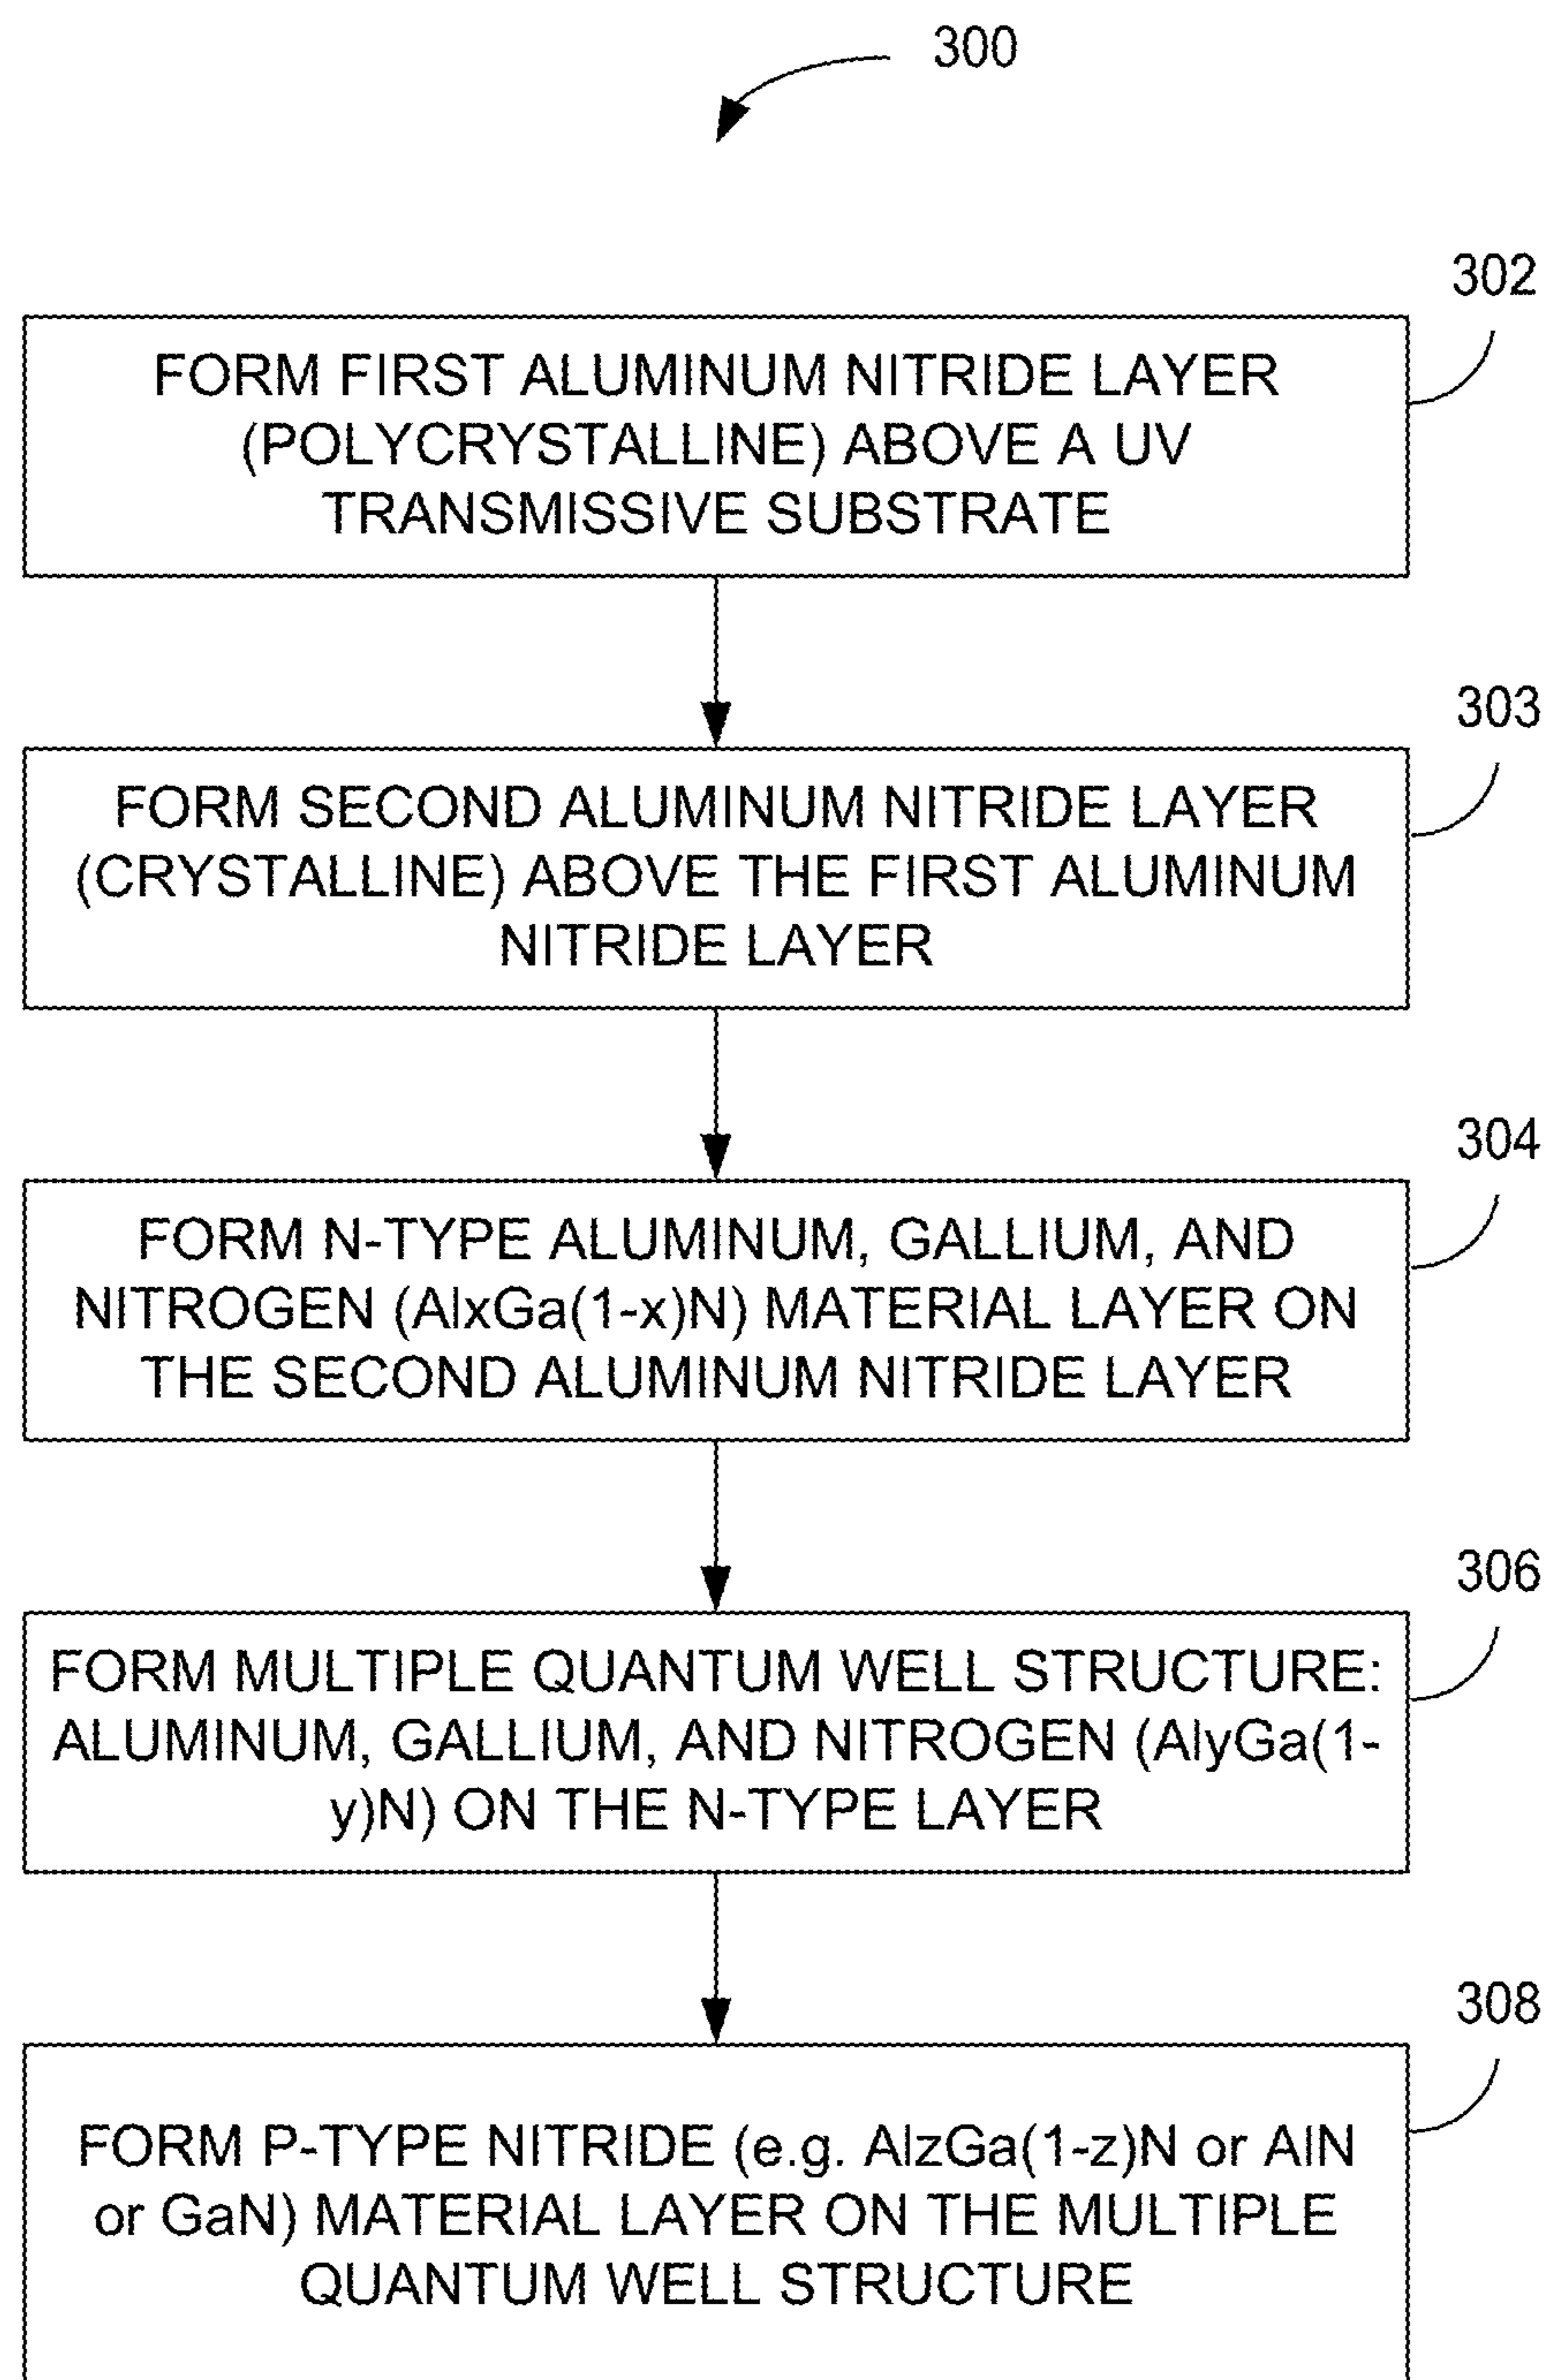 300
302
FORM FIRST ALUMINUM NITRIDE LAYER
(POLYCRYSTALLINE) ABOVE A UV
TRANSMISSIVE SUBSTRATE
303
FORM SECOND ALUMINUM NITRIDE LAYER
(CRYSTALLINE) ABOVE THE FIRST ALUMINUM
NITRIDE LAYER
304
FORM N-TYPE ALUMINUM, GALLIUM, AND
NITROGEN (AlxGa(1-x)N) MATERIAL LAYER ON
THE SECOND ALUMINUM NITRIDE LAYER
306
FORM MULTIPLE QUANTUM WELL STRUCTURE:
ALUMINUM, GALLIUM, AND NITROGEN (AlyGa(1-
y)N) ON THE N-TYPE LAYER
308
FORM P-TYPE NITRIDE (e.g. AlzGa(1-z)N or AlN
or GaN) MATERIAL LAYER ON THE MULTIPLE
QUANTUM WELL STRUCTURE